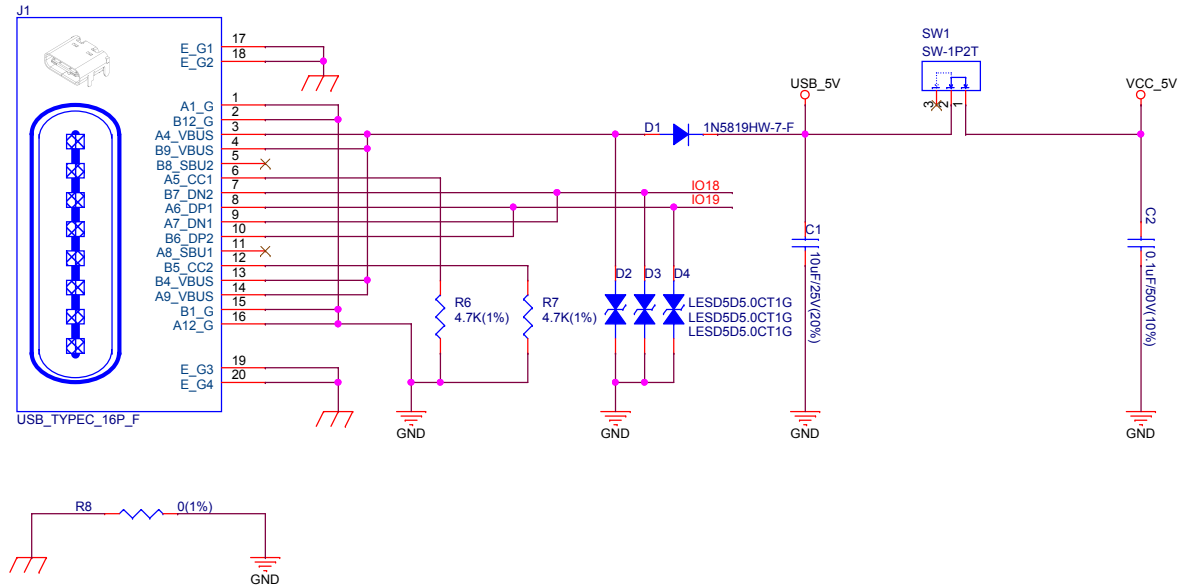 J1
E_G1 17
E_G2 18
A1_G 1
B12_G 2
A4_VBUS 3
B9_VBUS 4
B8_SBU2 5
A5_CC1 6
B7_DN2 7
A6_DP1 8
A7_DN1 9
B6_DP2 10
A8_SBU1 11
B5_CC2 12
B4_VBUS 13
A9_VBUS 14
B1_G 15
A12_G 16
E_G3 19
E_G4 20
USB_TYPEC_16P_F
D1 1N5819HW-7-F
USB_5V
SW1
SW-1P2T
3 2 1
VCC_5V
IO18
IO19
R6
4.7K(1%)
R7
4.7K(1%)
D2 D3 D4
LESD5D5.0CT1G
LESD5D5.0CT1G
LESD5D5.0CT1G
C1
10uF/25V(20%)
C2
0.1uF/50V(10%)
GND
GND
GND
GND
R8 0(1%)
GND